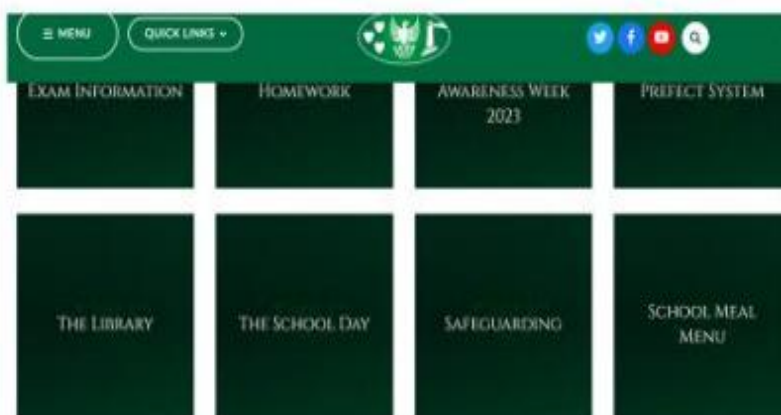 MENU
QUICK LINKS
EXAM INFORMATION
HOMEWORK
AWARENESS WEEK
2023
PREFECT SYSTEM
THE LIBRARY
THE SCHOOL DAY
SAFEGUARDING
SCHOOL MEAL
MENU